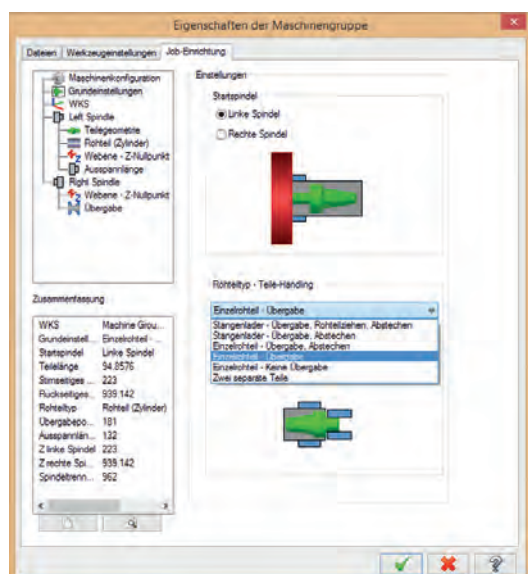 Eigenschaften der Maschinengruppe
Dateien
Werkzeugeinstellungen
Job-Einrichtung
Maschinenkonfiguration
Grundeinstellungen
WKS
Left Spindle
Teilegeometrie
Rohteil (Zylinder)
Webene - Z-Nullpunkt
Ausspannlänge
Right Spindle
Webene - Z-Nullpunkt
Übergabe
Zusammenfassung
WKS Machine Grou...
Grundeinstell... Einzelrohteil - ...
Startspindel Linke Spindel
Teilelänge 94.8576
Stirnseitiges ... 223
Rückseitiges... 939.142
Rohteiltyp Rohteil (Zylinder)
Übergabepo... 181
Ausspannlän... 132
Z linke Spindel 223
Z rechte Spi... 939.142
Spindeltrenn... 962
Einstellungen
Startspindel
Linke Spindel
Rechte Spindel
Rohteiltyp - Teile-Handling
Einzelrohteil - Übergabe
Stangenlader - Übergabe, Rohteilziehen, Abstechen
Stangenlader - Übergabe, Abstechen
Einzelrohteil - Übergabe, Abstechen
Einzelrohteil - Übergabe
Einzelrohteil - Keine Übergabe
Zwei separate Teile